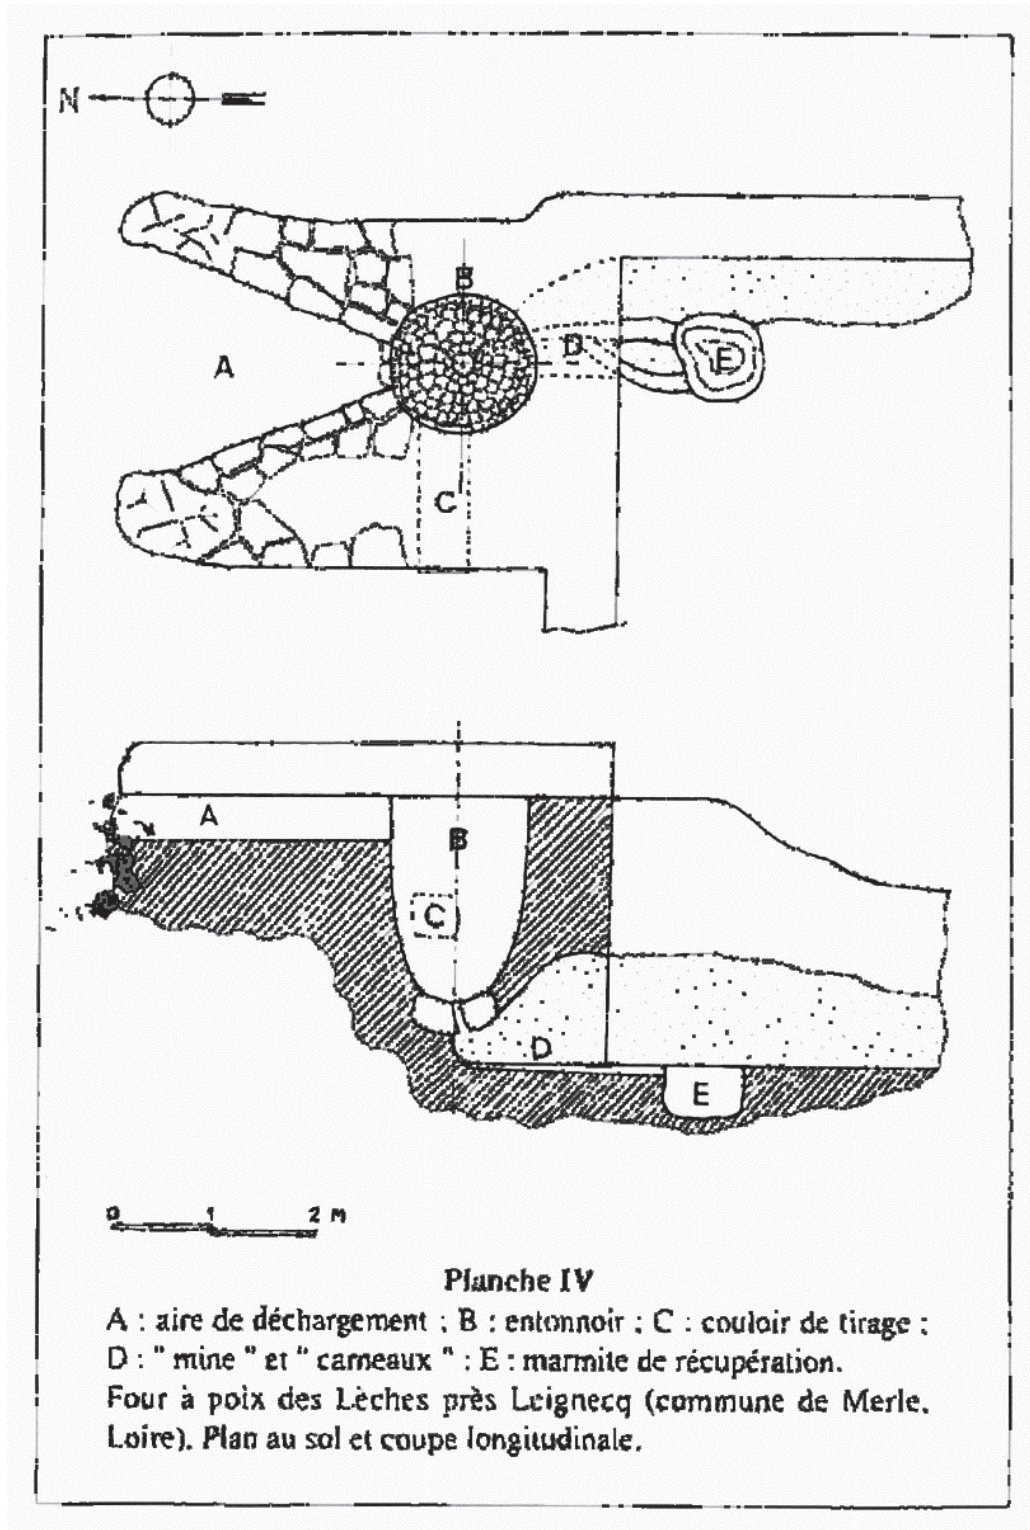 N
B
A
D
E
C
A
B
C
D
E
0 1 2 M
Planche IV
A : aire de déchargement ; B : entonnoir ; C : couloir de tirage ;
D : " mine " et " carneaux " : E : marmite de récupération.
Four à poix des Lèches près Leignecq (commune de Merle,
Loire). Plan au sol et coupe longitudinale.